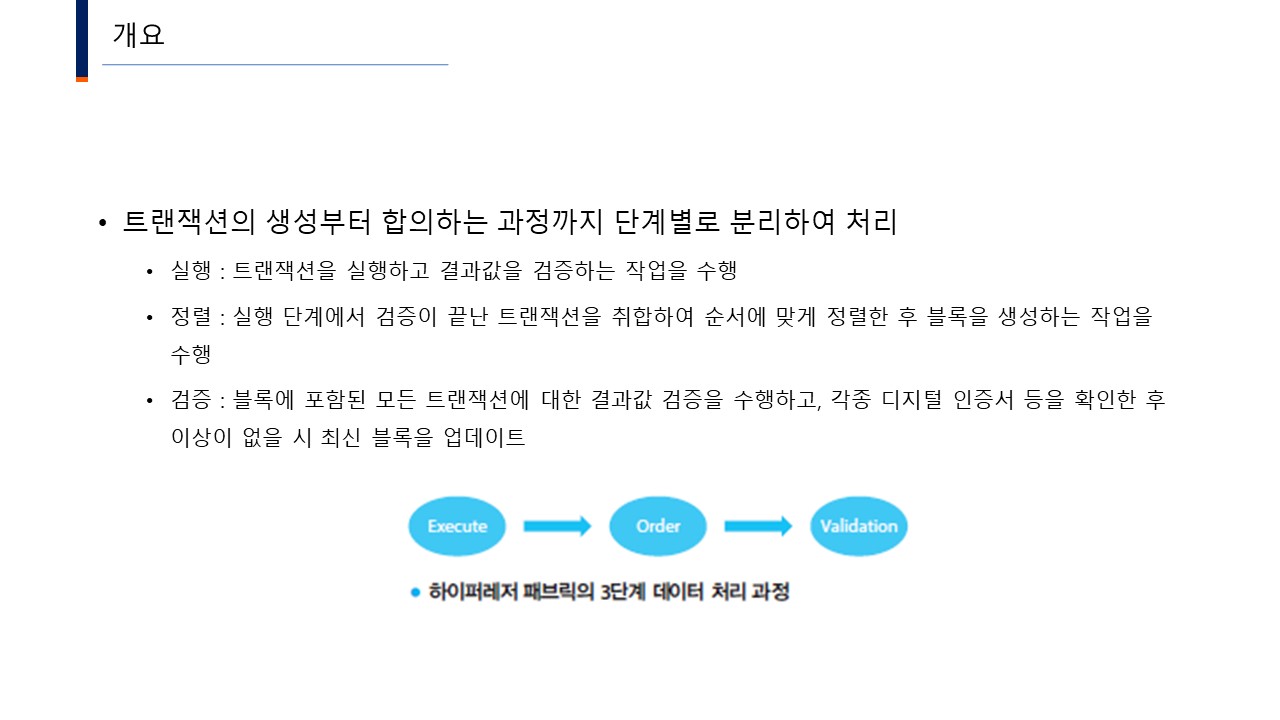 개요
• 트랜잭션의 생성부터 합의하는 과정까지 단계별로 분리하여 처리
• 실행 : 트랜잭션을 실행하고 결과값을 검증하는 작업을 수행
• 정렬 : 실행 단계에서 검증이 끝난 트랜잭션을 취합하여 순서에 맞게 정렬한 후 블록을 생성하는 작업을
수행
• 검증 : 블록에 포함된 모든 트랜잭션에 대한 결과값 검증을 수행하고, 각종 디지털 인증서 등을 확인한 후
이상이 없을 시 최신 블록을 업데이트
Execute Order Validation
• 하이퍼레저 패브릭의 3단계 데이터 처리 과정